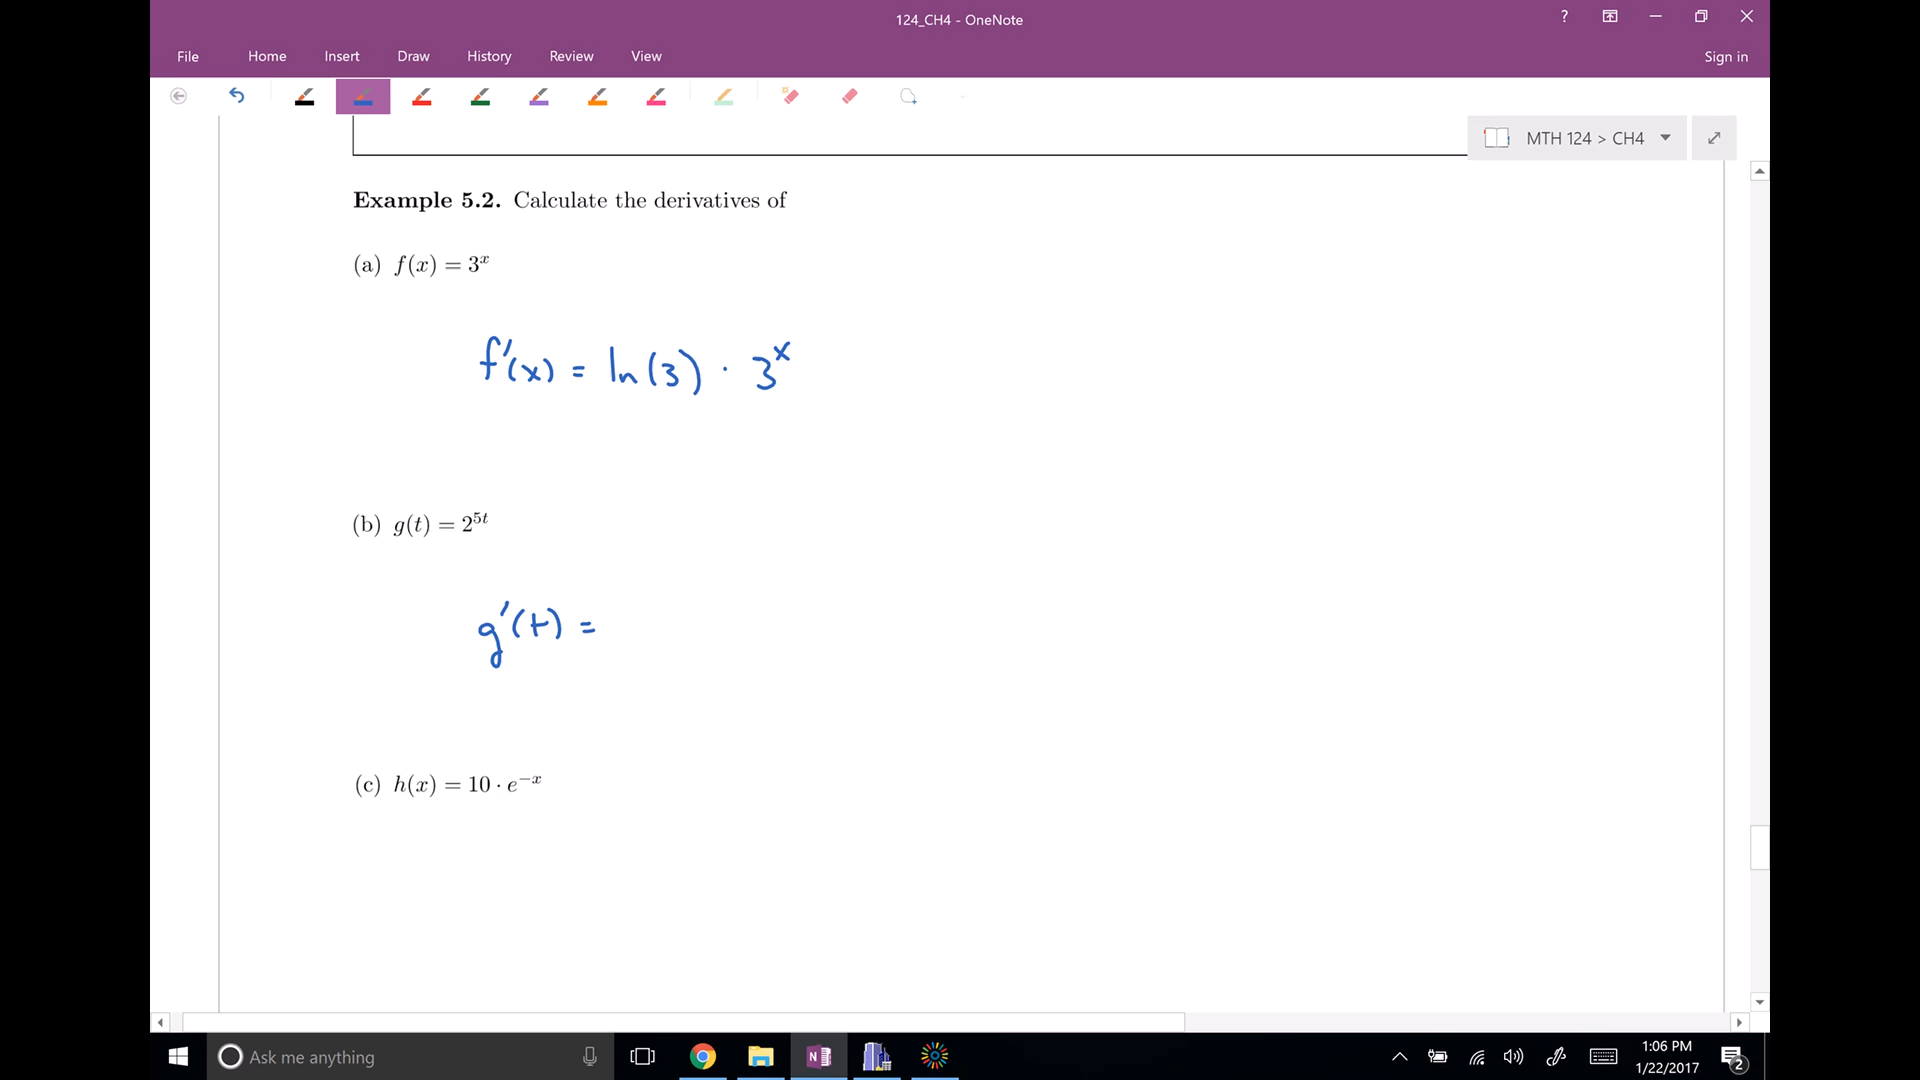 124_CH4 - OneNote
?
File Home Insert Draw History Review View Sign in
MTH 124 > CH4
Example 5.2. Calculate the derivatives of
(a) f(x) = 3^x
f'(x) = ln(3) · 3^x
(b) g(t) = 2^{5t}
g'(t) =
(c) h(x) = 10 · e^{-x}
Ask me anything
N
1:06 PM
1/22/2017
2